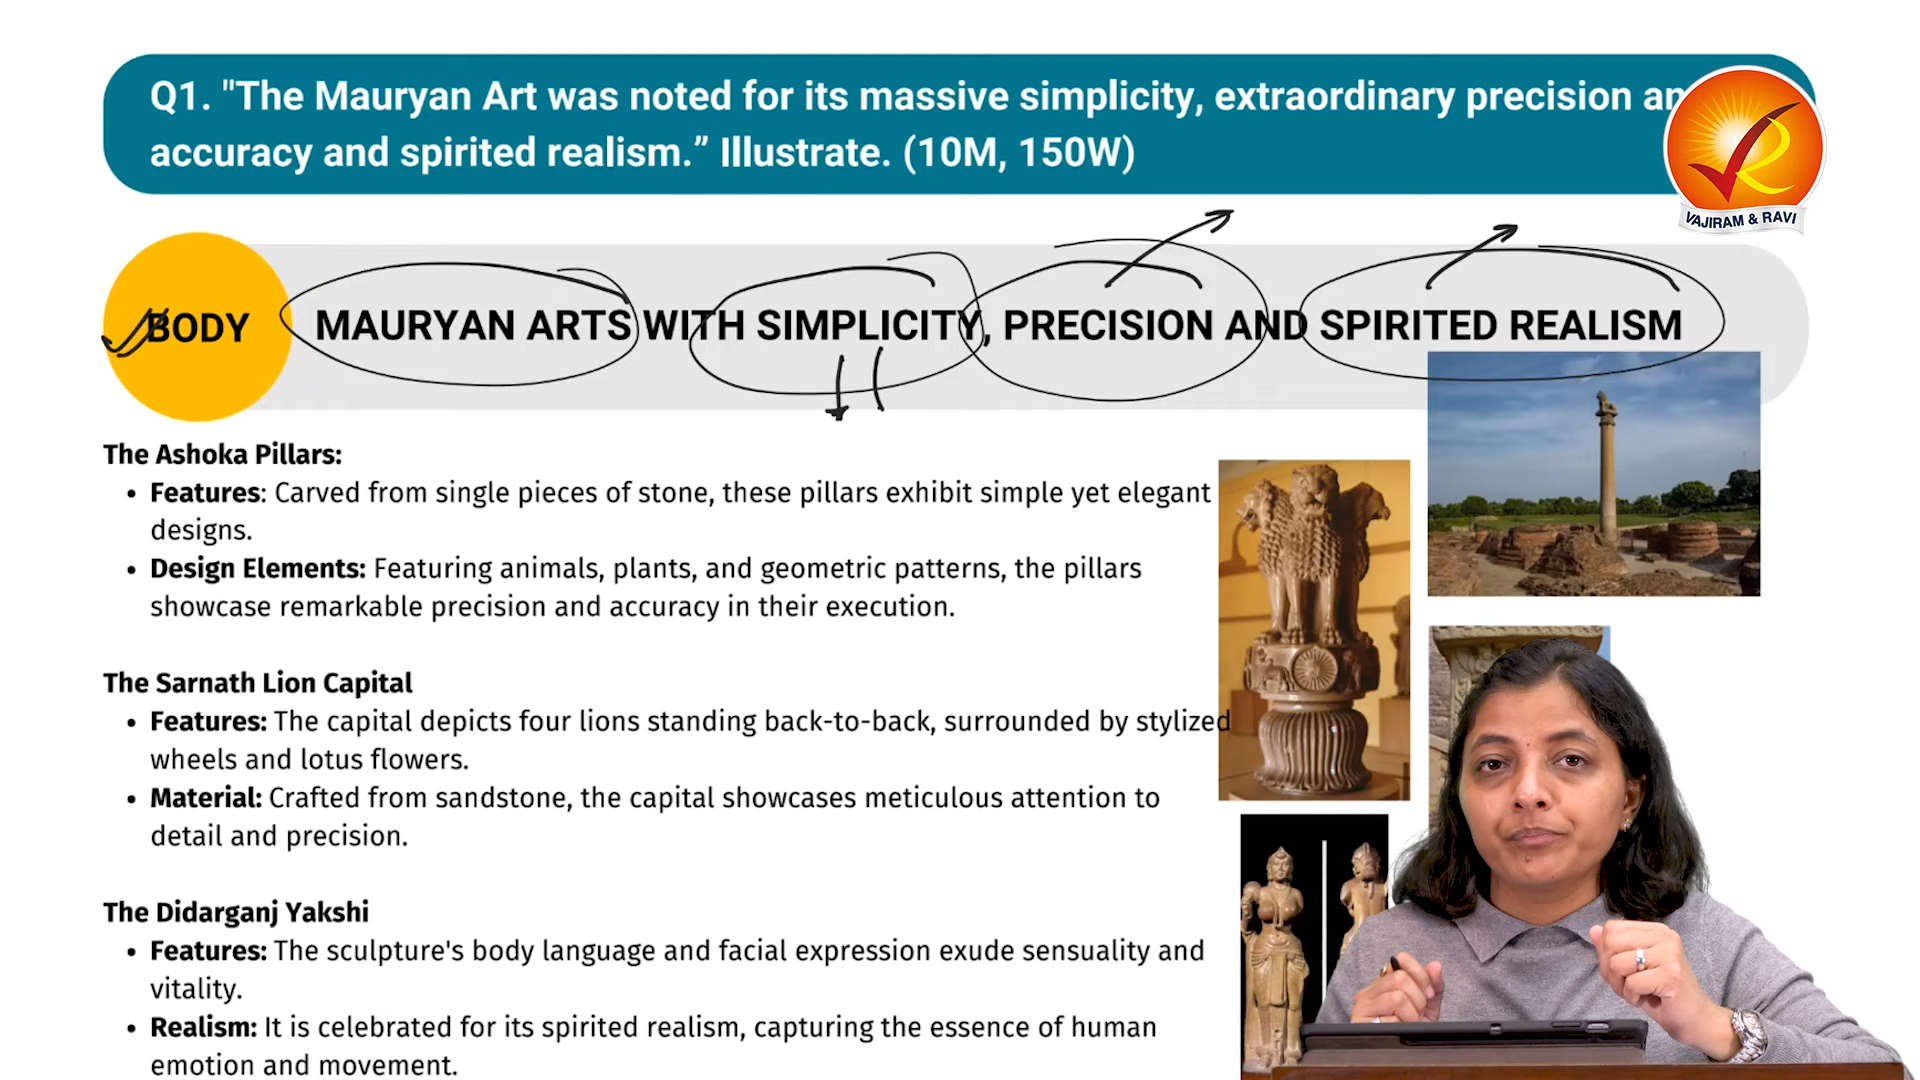 Q1. "The Mauryan Art was noted for its massive simplicity, extraordinary precision an
accuracy and spirited realism.” Illustrate. (10M, 150W)
VAJIRAM & RAVI
BODY
MAURYAN ARTS WITH SIMPLICITY, PRECISION AND SPIRITED REALISM
The Ashoka Pillars:
• Features: Carved from single pieces of stone, these pillars exhibit simple yet elegant
designs.
• Design Elements: Featuring animals, plants, and geometric patterns, the pillars
showcase remarkable precision and accuracy in their execution.
The Sarnath Lion Capital
• Features: The capital depicts four lions standing back-to-back, surrounded by stylized
wheels and lotus flowers.
• Material: Crafted from sandstone, the capital showcases meticulous attention to
detail and precision.
The Didarganj Yakshi
• Features: The sculpture's body language and facial expression exude sensuality and
vitality.
• Realism: It is celebrated for its spirited realism, capturing the essence of human
emotion and movement.